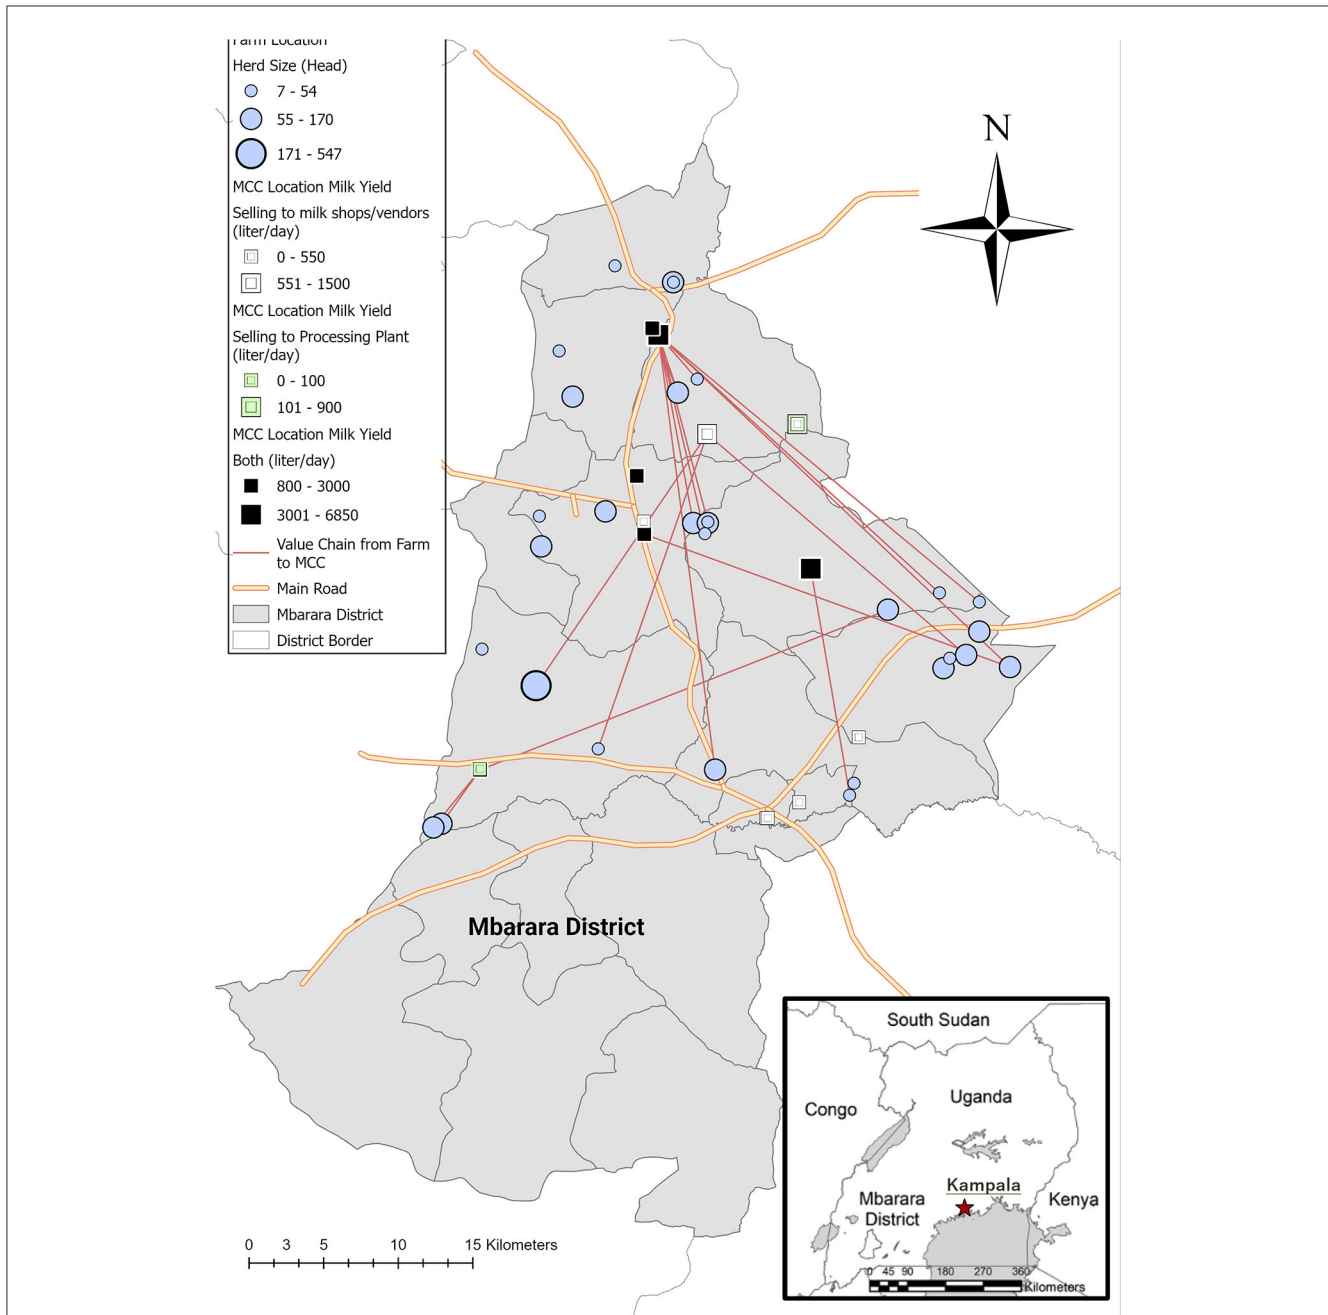 Farm Location
Herd Size (Head)
7 - 54
55 - 170
171 - 547
MCC Location Milk Yield
Selling to milk shops/vendors
(liter/day)
0 - 550
551 - 1500
MCC Location Milk Yield
Selling to Processing Plant
(liter/day)
0 - 100
101 - 900
MCC Location Milk Yield
Both (liter/day)
800 - 3000
3001 - 6850
Value Chain from Farm
to MCC
Main Road
Mbarara District
District Border
N
Mbarara District
0 3 5 10 15 Kilometers
South Sudan
Uganda
Congo
Kampala
Kenya
Mbarara
District
0 45 90 180 270 360
Kilometers